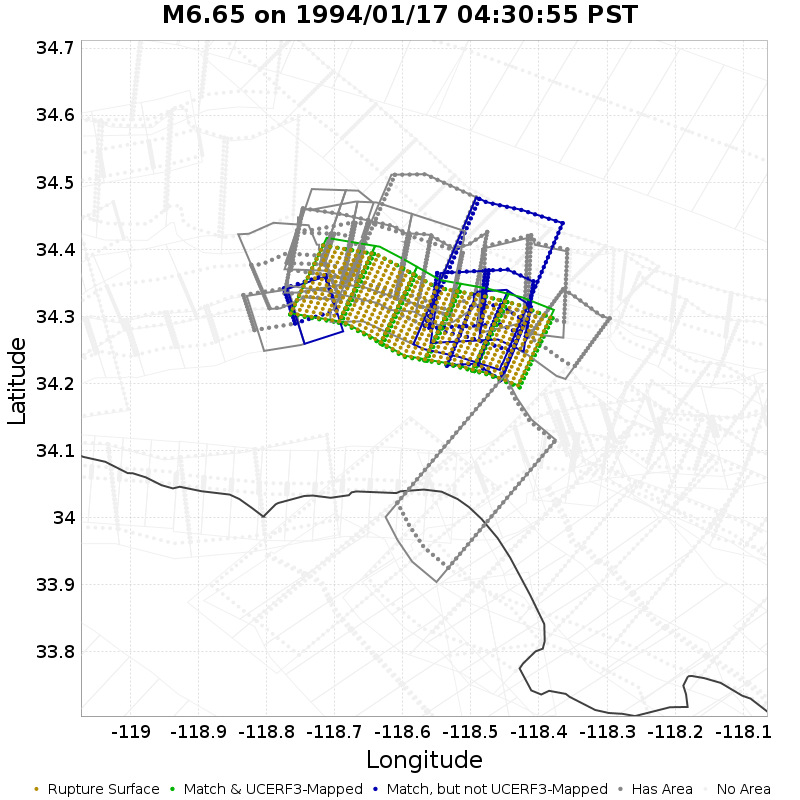 M6.65 on 1994/01/17 04:30:55 PST
34.7
34.6
34.5
34.4
34.3
34.2
34.1
34
33.9
33.8
Latitude
-119 -118.9 -118.8 -118.7 -118.6 -118.5 -118.4 -118.3 -118.2 -118.1
Longitude
Rupture Surface Match & UCERF3-Mapped Match, but not UCERF3-Mapped Has Area No Area